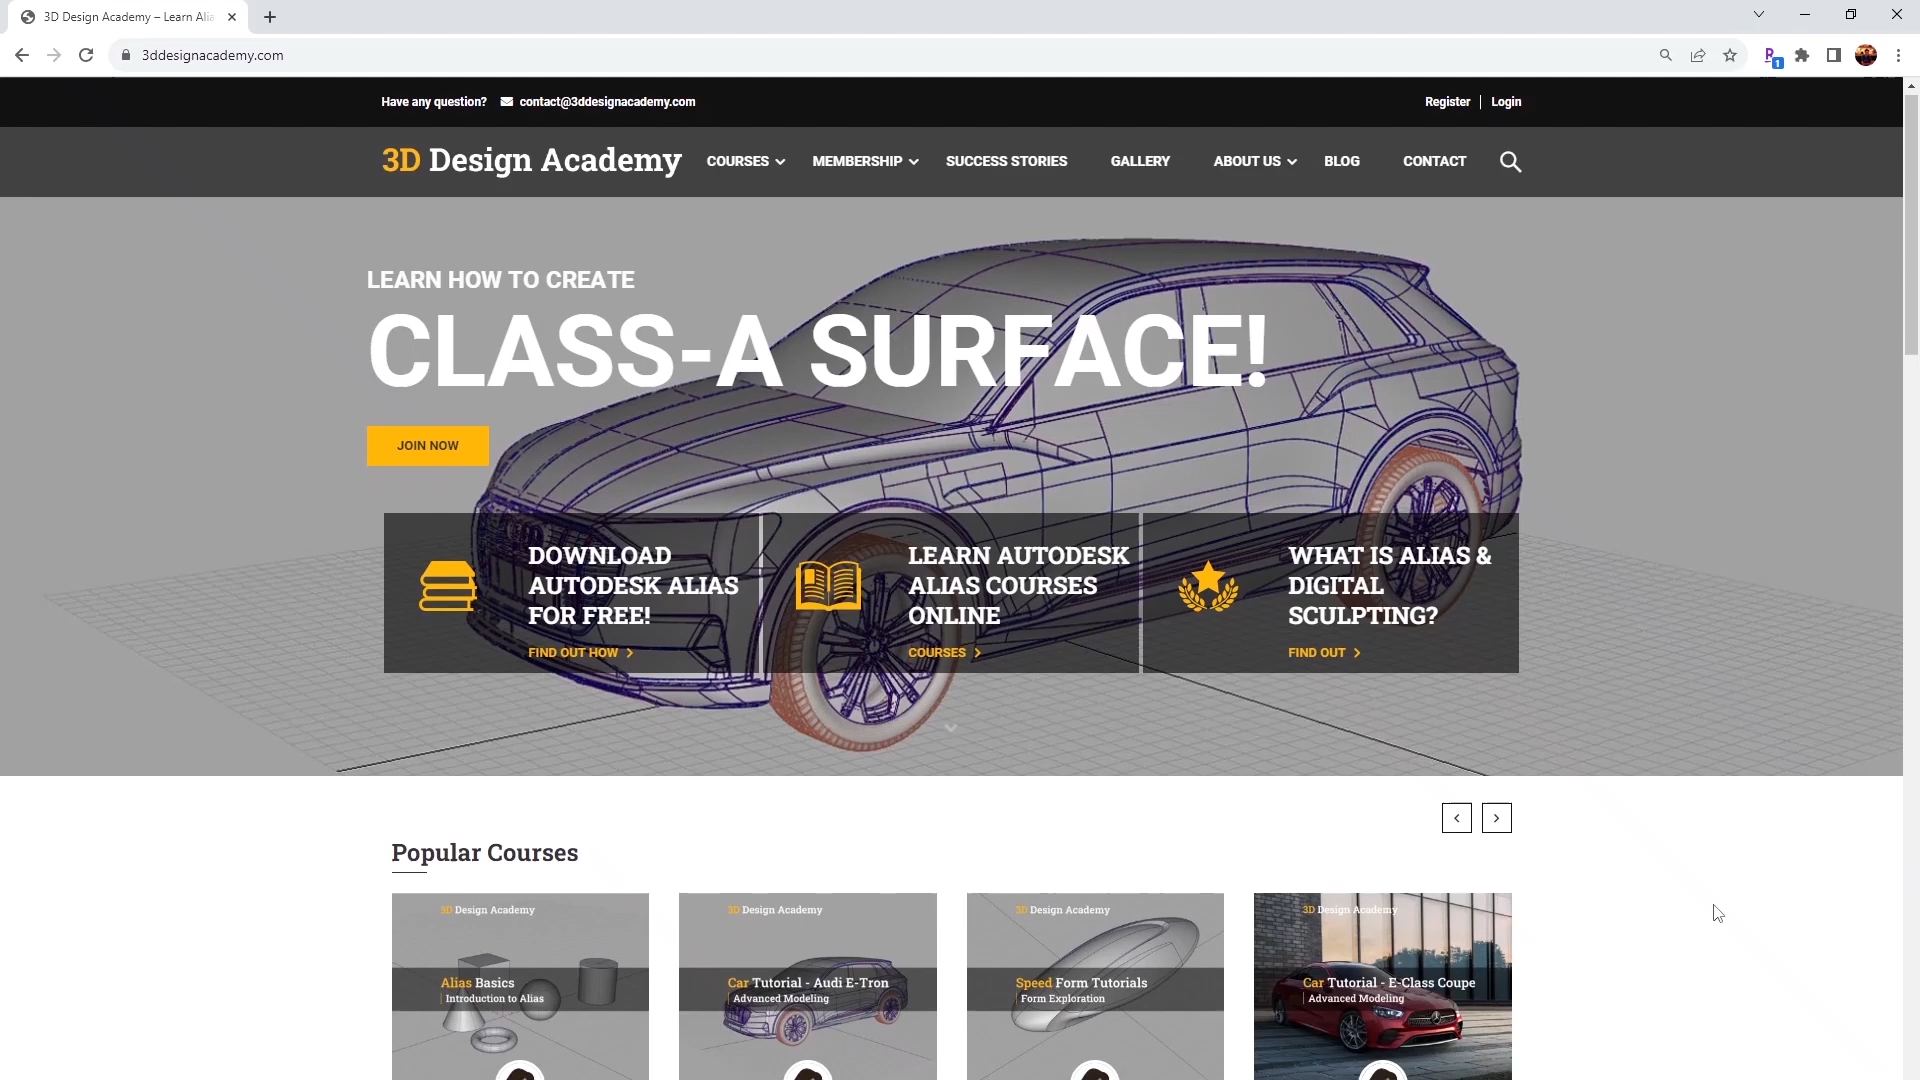 3D Design Academy – Learn Alia
3ddesignacademy.com
1
Have any question? contact@3ddesignacademy.com
Register Login
3D Design Academy
COURSES MEMBERSHIP SUCCESS STORIES GALLERY ABOUT US BLOG CONTACT
LEARN HOW TO CREATE
CLASS-A SURFACE!
JOIN NOW
DOWNLOAD
AUTODESK ALIAS
FOR FREE!
FIND OUT HOW
LEARN AUTODESK
ALIAS COURSES
ONLINE
COURSES
WHAT IS ALIAS &
DIGITAL
SCULPTING?
FIND OUT
Popular Courses
3D Design Academy
Alias Basics
Introduction to Alias
3D Design Academy
Car Tutorial - Audi E-Tron
Advanced Modeling
3D Design Academy
Speed Form Tutorials
Form Exploration
3D Design Academy
Car Tutorial - E-Class Coupe
Advanced Modeling